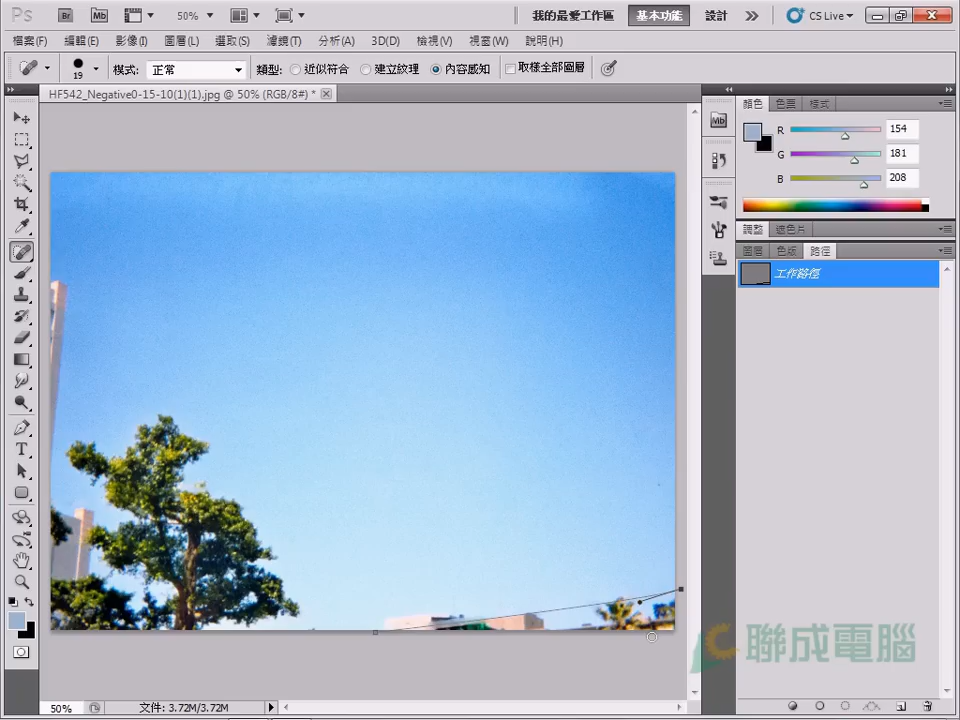 Ps Br Mb 50% 我的最愛工作區 基本功能 設計 CS Live
檔案(F) 編輯(E) 影像(I) 圖層(L) 選取(S) 濾鏡(T) 分析(A) 3D(D) 檢視(V) 視窗(W) 說明(H)
19 模式: 正常 類型: 近似符合 建立紋理 內容感知 取樣全部圖層
HF542_Negative0-15-10(1)(1).jpg @ 50% (RGB/8#) *
Mb
顏色 色票 樣式
R 154
G 181
B 208
調整 遮色片
圖層 色版 路徑
工作路徑
T
聯成電腦
50% 文件: 3.72M/3.72M